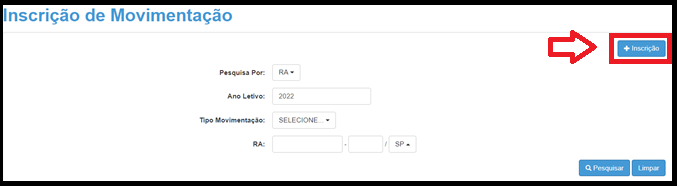 Inscrição de Movimentação
+ Inscrição
Pesquisa Por: RA
Ano Letivo: 2022
Tipo Movimentação: SELECIONE...
RA: - / SP
Pesquisar Limpar